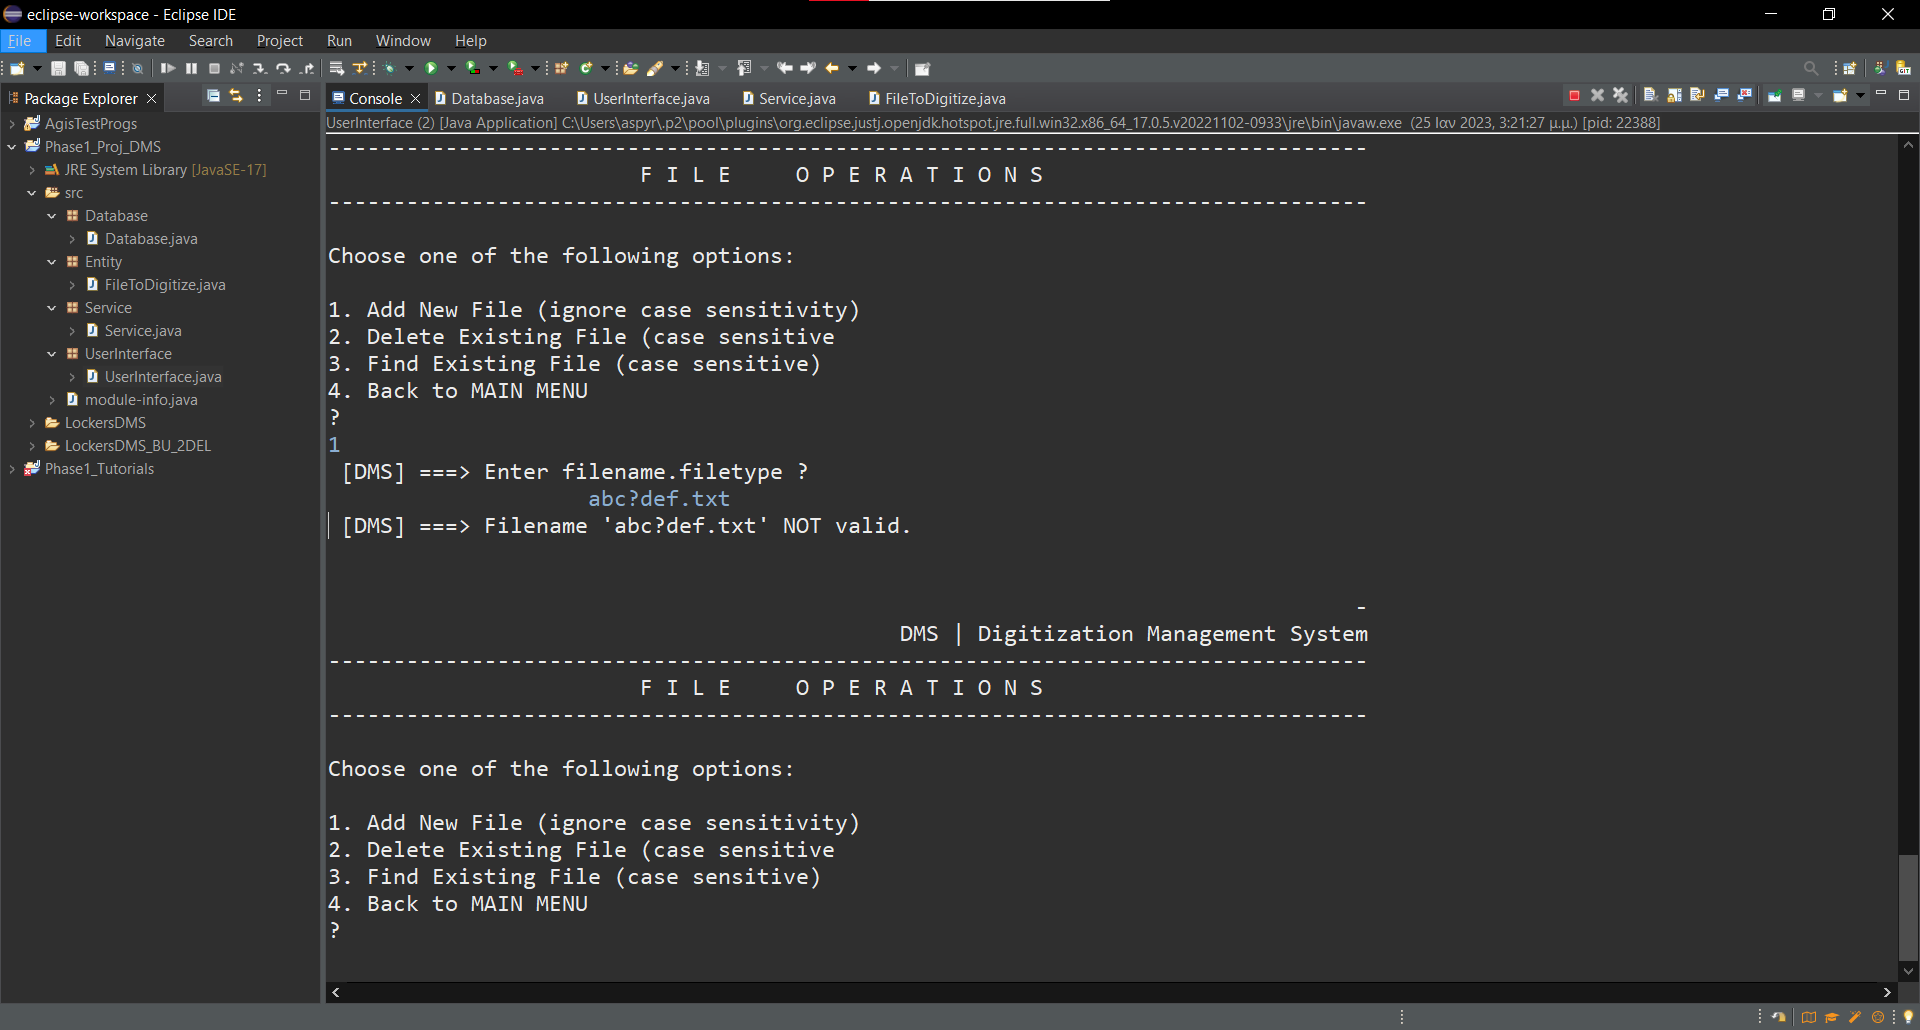 eclipse-workspace - Eclipse IDE
File Edit Navigate Search Project Run Window Help
Package Explorer
Console Database.java UserInterface.java Service.java FileToDigitize.java
UserInterface (2) [Java Application] C:\Users\aspyr\.p2\pool\plugins\org.eclipse.justj.openjdk.hotspot.jre.full.win32.x86_64_17.0.5.v20221102-0933\jre\bin\javaw.exe (25 Ιαν 2023, 3:21:27 μ.μ.) [pid: 22388]
AgisTestProgs
Phase1_Proj_DMS
JRE System Library [JavaSE-17]
src
Database
Database.java
Entity
FileToDigitize.java
Service
Service.java
UserInterface
UserInterface.java
module-info.java
LockersDMS
LockersDMS_BU_2DEL
Phase1_Tutorials
--------------------------------------------------------------------------------
F I L E     O P E R A T I O N S
--------------------------------------------------------------------------------
Choose one of the following options:
1. Add New File (ignore case sensitivity)
2. Delete Existing File (case sensitive
3. Find Existing File (case sensitive)
4. Back to MAIN MENU
?
1
[DMS] ===> Enter filename.filetype ?
abc?def.txt
[DMS] ===> Filename 'abc?def.txt' NOT valid.
-
DMS | Digitization Management System
--------------------------------------------------------------------------------
F I L E     O P E R A T I O N S
--------------------------------------------------------------------------------
Choose one of the following options:
1. Add New File (ignore case sensitivity)
2. Delete Existing File (case sensitive
3. Find Existing File (case sensitive)
4. Back to MAIN MENU
?